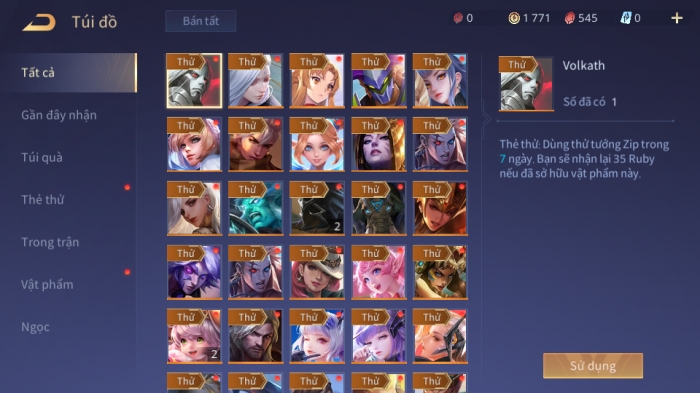 Túi đồ
Bán tất
0
1 771
545
0
Tất cả
Gần đây nhận
Túi quà
Thẻ thử
Trong trận
Vật phẩm
Ngọc
Thử
Thử
Thử
Thử
Thử
Thử
Thử
Thử
Thử
Thử
Thử
Thử
Thử
2
Thử
Thử
Thử
Thử
Thử
Thử
Thử
Thử
2
Thử
Thử
Thử
Thử
Thử
Thử
Thử
Thử
Thử
Thử
Volkath
Số đã có 1
Thẻ thử: Dùng thử tướng Zip trong
7 ngày. Bạn sẽ nhận lại 35 Ruby
nếu đã sở hữu vật phẩm này.
Sử dụng